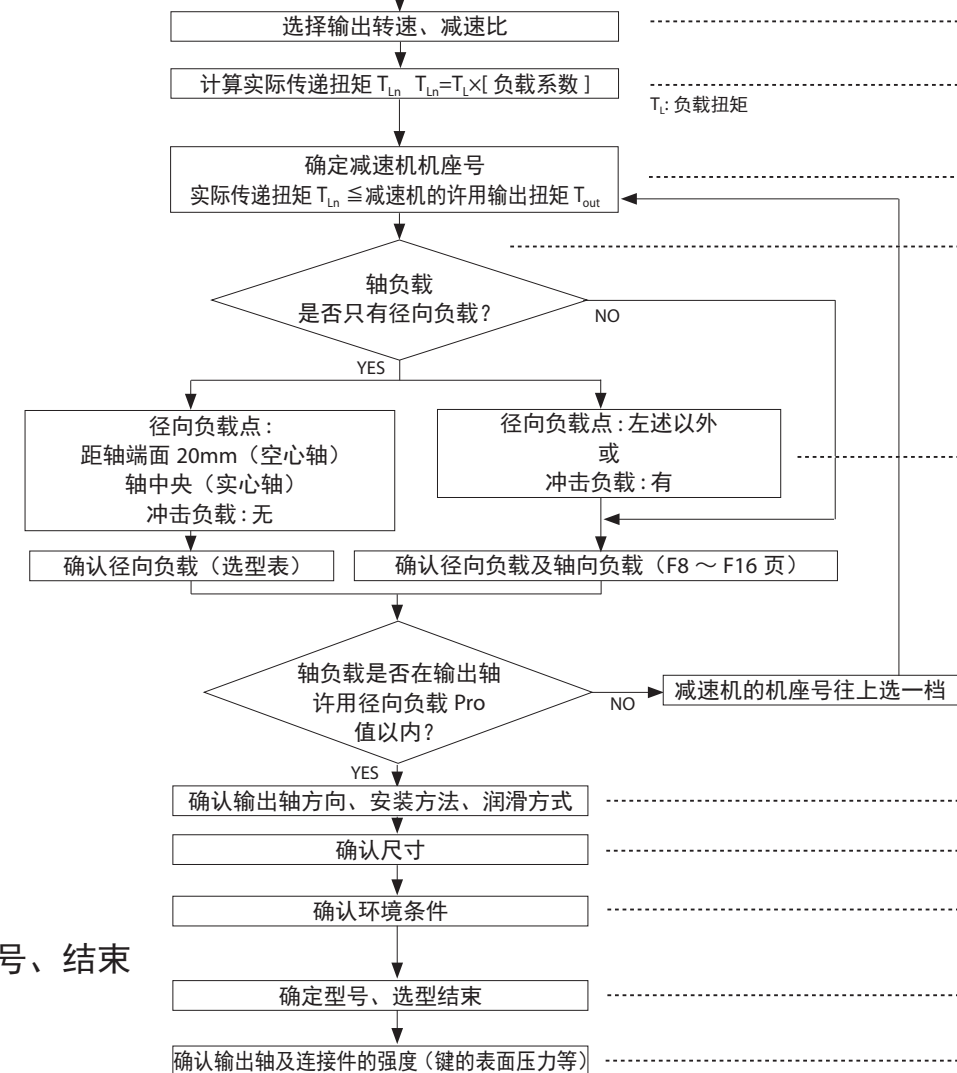 选择输出转速、减速比
计算实际传递扭矩 TLn TLn=TL×[ 负载系数 ]
TL: 负载扭矩
确定减速机机座号
实际传递扭矩 TLn ≦减速机的许用输出扭矩 Tout
轴负载
是否只有径向负载?
NO
YES
径向负载点:
距轴端面 20mm（空心轴）
轴中央（实心轴）
冲击负载:无
径向负载点:左述以外
或
冲击负载:有
确认径向负载（选型表）
确认径向负载及轴向负载（F8 ～ F16 页）
轴负载是否在输出轴
许用径向负载 Pro
值以内?
NO
减速机的机座号往上选一档
YES
确认输出轴方向、安装方法、润滑方式
确认尺寸
确认环境条件
号、结束
确定型号、选型结束
确认输出轴及连接件的强度（键的表面压力等）